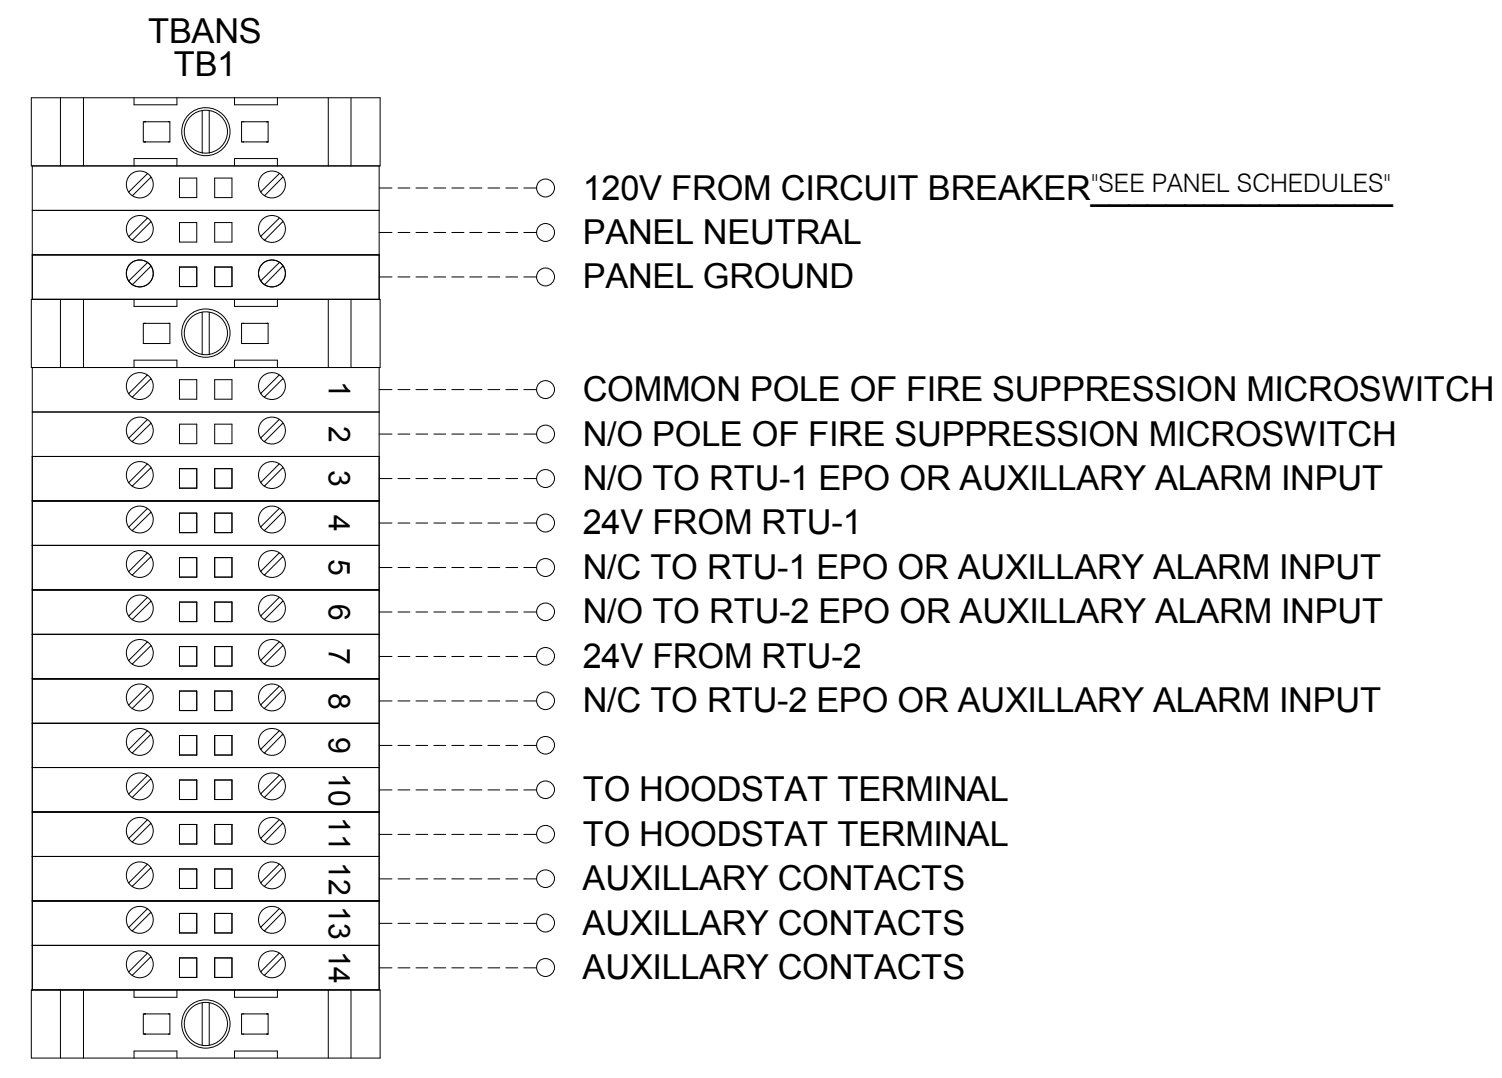 TBANS
TB1
120V FROM CIRCUIT BREAKER "SEE PANEL SCHEDULES"
PANEL NEUTRAL
PANEL GROUND
1 COMMON POLE OF FIRE SUPPRESSION MICROSWITCH
2 N/O POLE OF FIRE SUPPRESSION MICROSWITCH
3 N/O TO RTU-1 EPO OR AUXILLARY ALARM INPUT
4 24V FROM RTU-1
5 N/C TO RTU-1 EPO OR AUXILLARY ALARM INPUT
6 N/O TO RTU-2 EPO OR AUXILLARY ALARM INPUT
7 24V FROM RTU-2
8 N/C TO RTU-2 EPO OR AUXILLARY ALARM INPUT
9
10 TO HOODSTAT TERMINAL
11 TO HOODSTAT TERMINAL
12 AUXILLARY CONTACTS
13 AUXILLARY CONTACTS
14 AUXILLARY CONTACTS